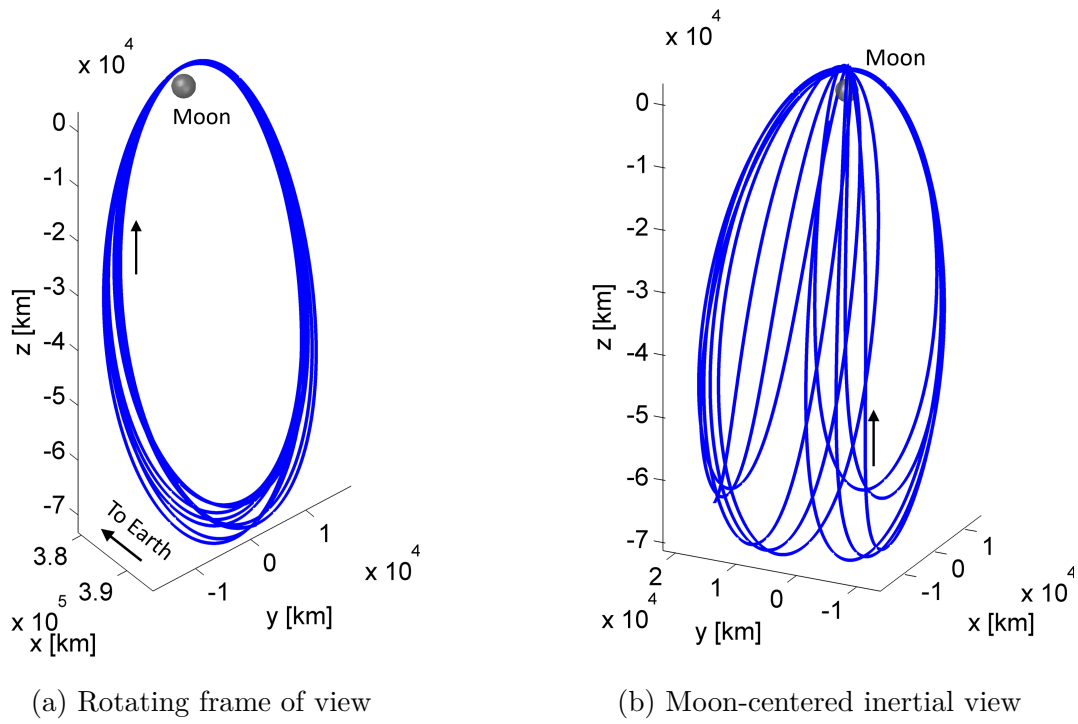 x 10^4
Moon
0
-1
-2
-3
-4
-5
-6
-7
z [km]
To Earth
3.8
3.9
x 10^5
x [km]
-1
0
1
x 10^4
y [km]
(a) Rotating frame of view
x 10^4
Moon
0
-1
-2
-3
-4
-5
-6
-7
z [km]
2
1
0
-1
x 10^4
y [km]
-1
0
1
x 10^4
x [km]
(b) Moon-centered inertial view